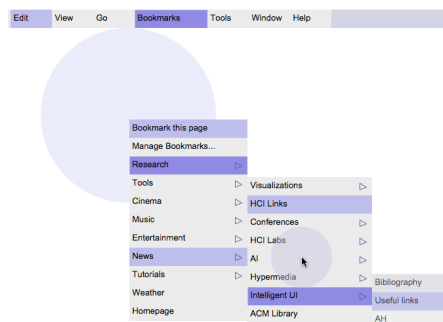 Edit View Go Bookmarks Tools Window Help
Bookmark this page
Manage Bookmarks...
Research
Tools
Cinema
Music
Entertainment
News
Tutorials
Weather
Homepage
Visualizations
HCI Links
Conferences
HCI Labs
AI
Hypermedia
Intelligent UI
ACM Library
Bibliography
Useful links
AH